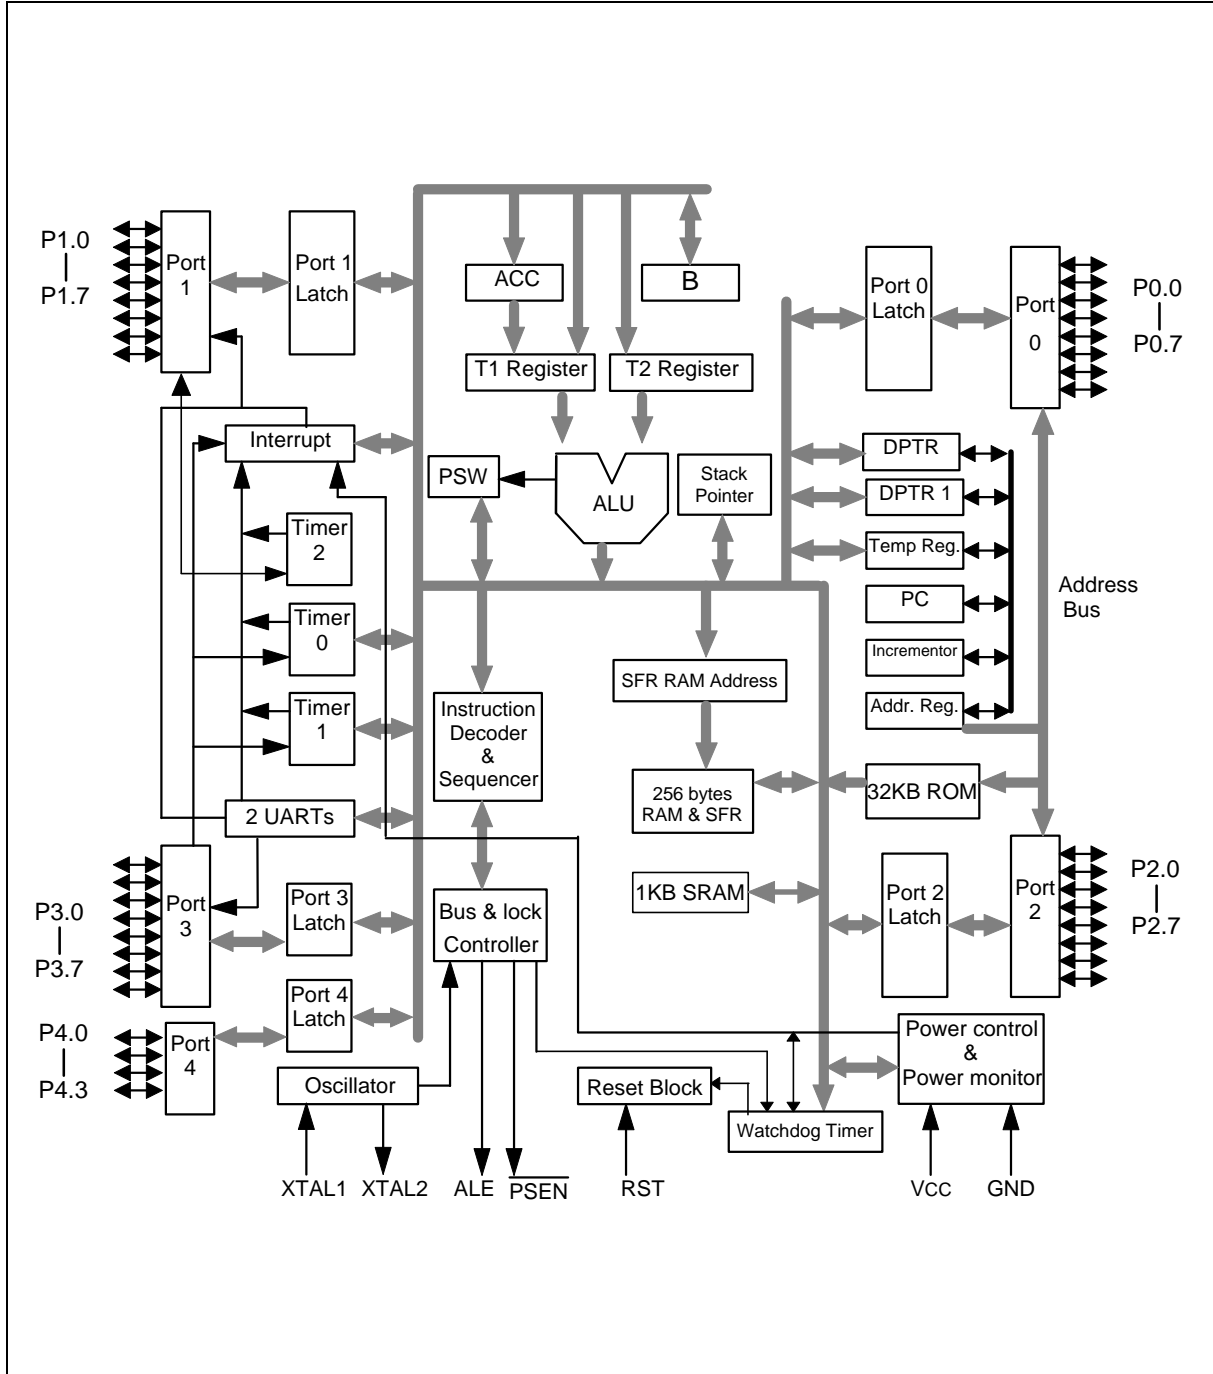 P1.0
P1.7
Port
1
Port 1
Latch
ACC
B
Port 0
Latch
Port
0
P0.0
P0.7
T1 Register
T2 Register
Interrupt
PSW
ALU
Stack
Pointer
DPTR
DPTR 1
Temp Reg.
PC
Incrementor
Addr. Reg.
Address
Bus
Timer
2
Timer
0
Timer
1
SFR RAM Address
Instruction
Decoder
&
Sequencer
256 bytes
RAM & SFR
32KB ROM
2 UARTs
P3.0
P3.7
Port
3
Port 3
Latch
Bus & lock
Controller
1KB SRAM
Port 2
Latch
Port
2
P2.0
P2.7
P4.0
P4.3
Port
4
Port 4
Latch
Oscillator
Reset Block
Watchdog Timer
Power control
&
Power monitor
XTAL1
XTAL2
ALE
PSEN
RST
VCC
GND